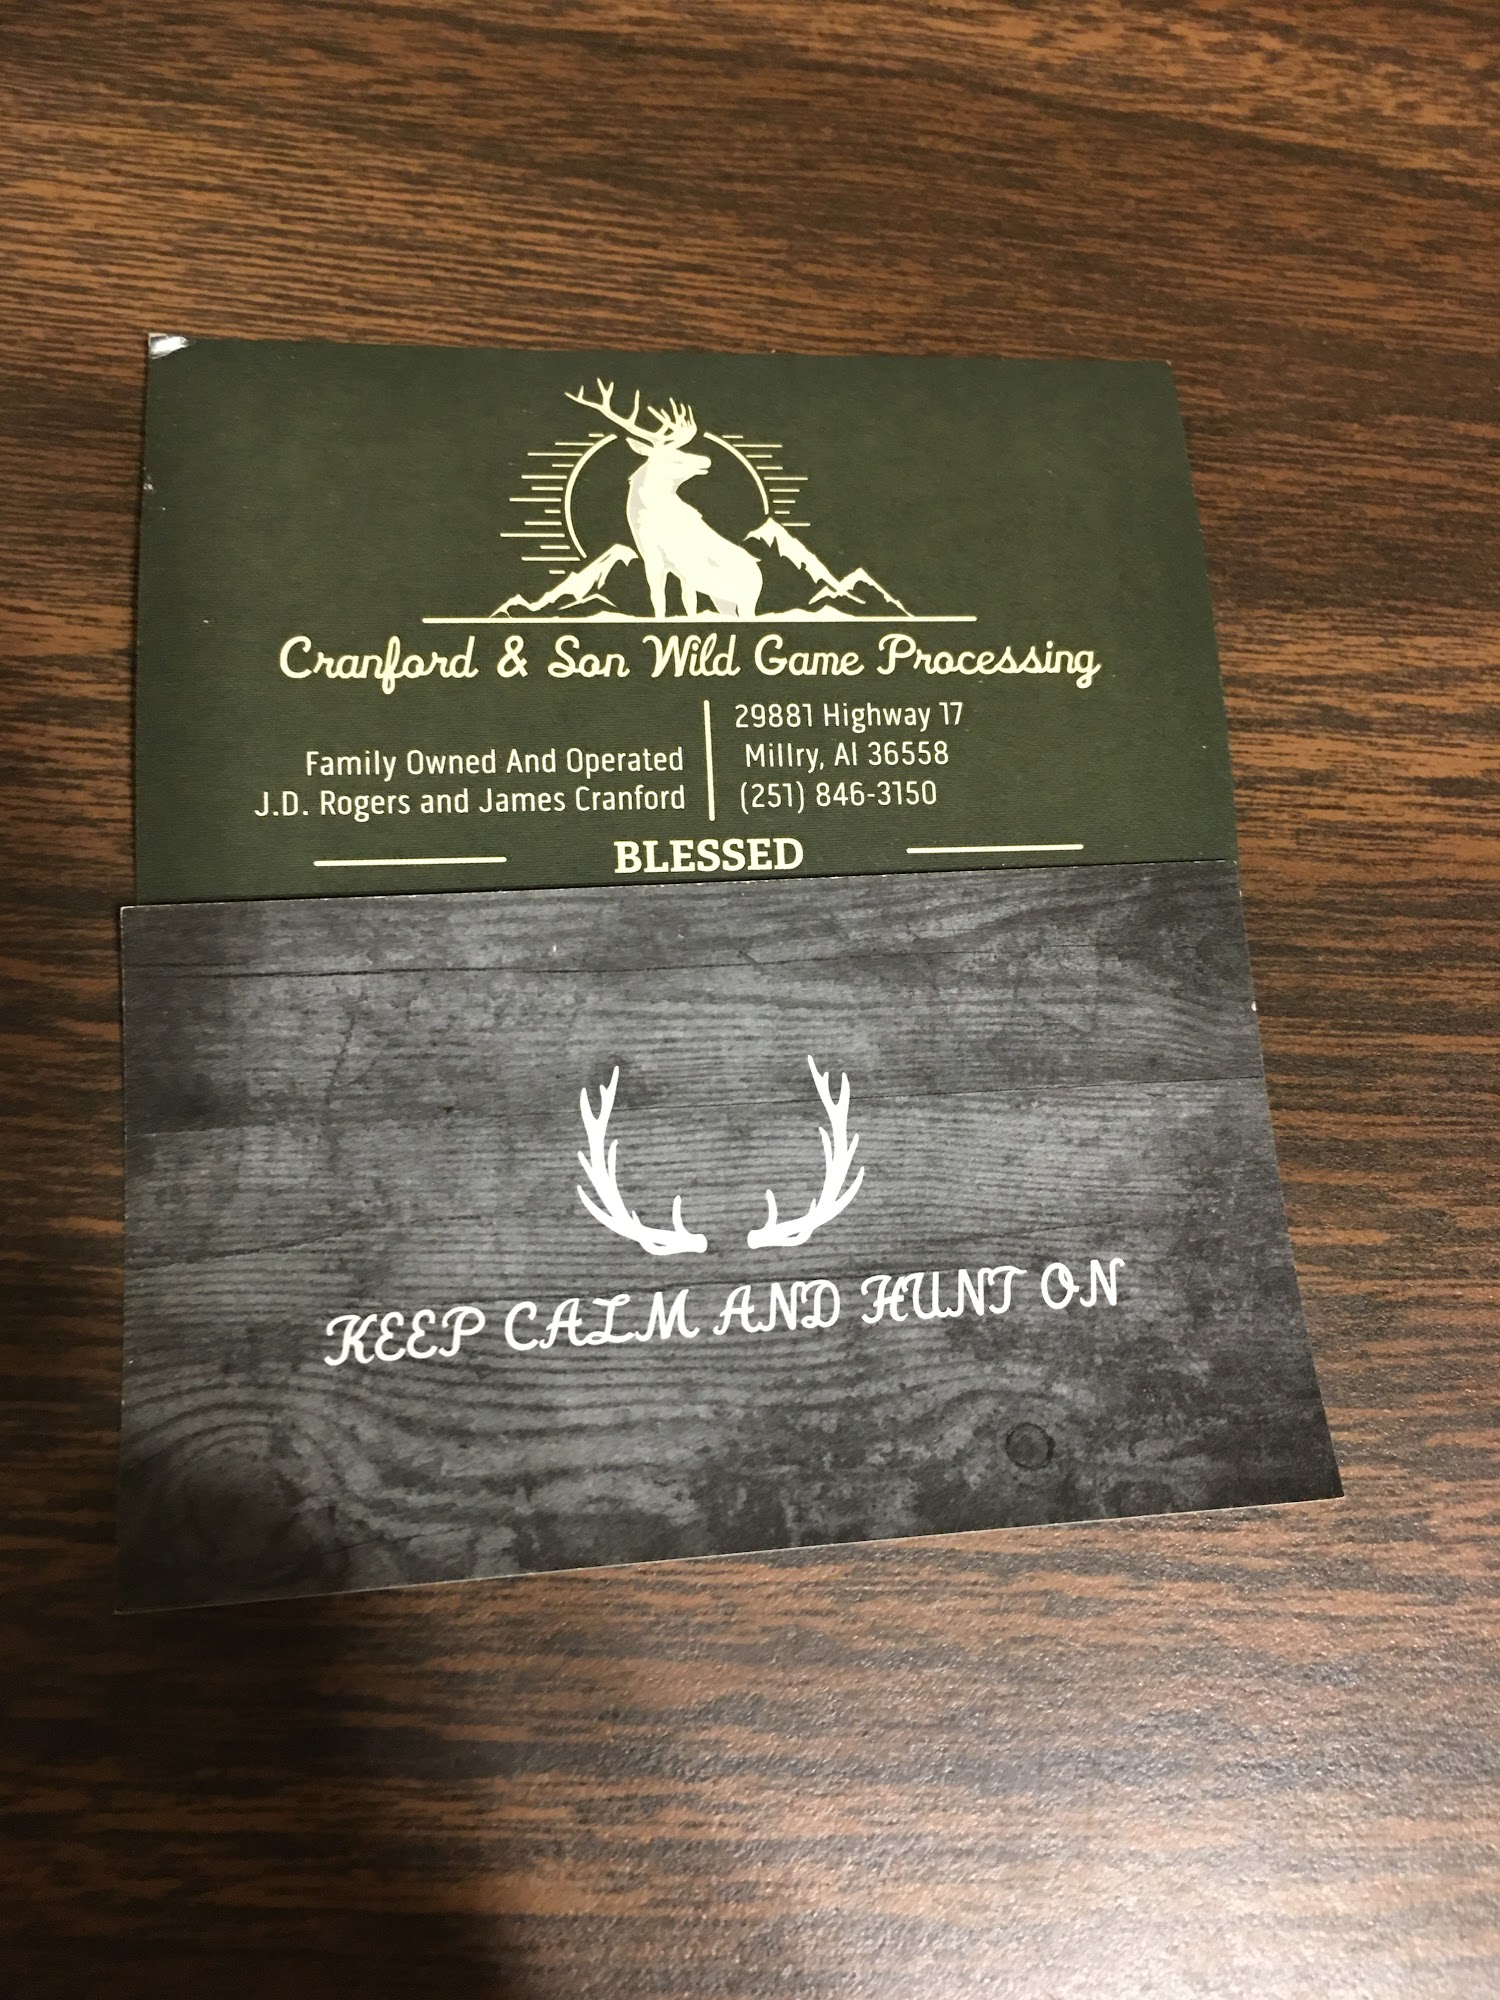 Cranford & Son Wild Game Processing
Family Owned And Operated
J.D. Rogers and James Cranford
29881 Highway 17
Millry, Al 36558
(251) 846-3150
BLESSED
KEEP CALM AND HUNT ON